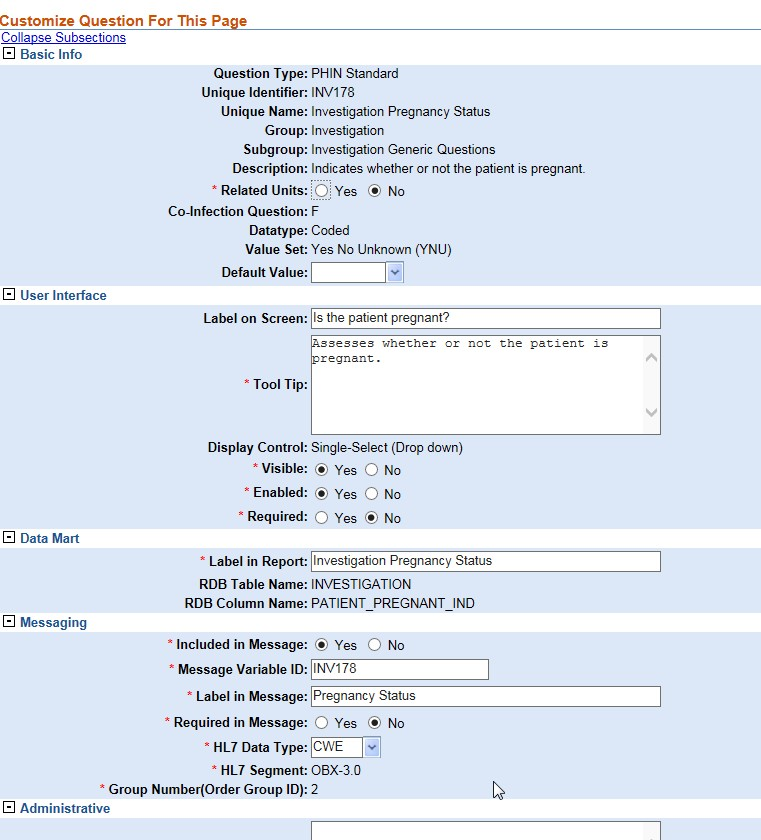 Customize Question For This Page
Collapse Subsections
Basic Info
Question Type: PHIN Standard
Unique Identifier: INV178
Unique Name: Investigation Pregnancy Status
Group: Investigation
Subgroup: Investigation Generic Questions
Description: Indicates whether or not the patient is pregnant.
* Related Units: Yes No
Co-Infection Question: F
Datatype: Coded
Value Set: Yes No Unknown (YNU)
Default Value:
User Interface
Label on Screen: Is the patient pregnant?
Assesses whether or not the patient is
pregnant.
* Tool Tip:
Display Control: Single-Select (Drop down)
* Visible: Yes No
* Enabled: Yes No
* Required: Yes No
Data Mart
* Label in Report: Investigation Pregnancy Status
RDB Table Name: INVESTIGATION
RDB Column Name: PATIENT_PREGNANT_IND
Messaging
* Included in Message: Yes No
* Message Variable ID: INV178
* Label in Message: Pregnancy Status
* Required in Message: Yes No
* HL7 Data Type: CWE
* HL7 Segment: OBX-3.0
* Group Number(Order Group ID): 2
Administrative